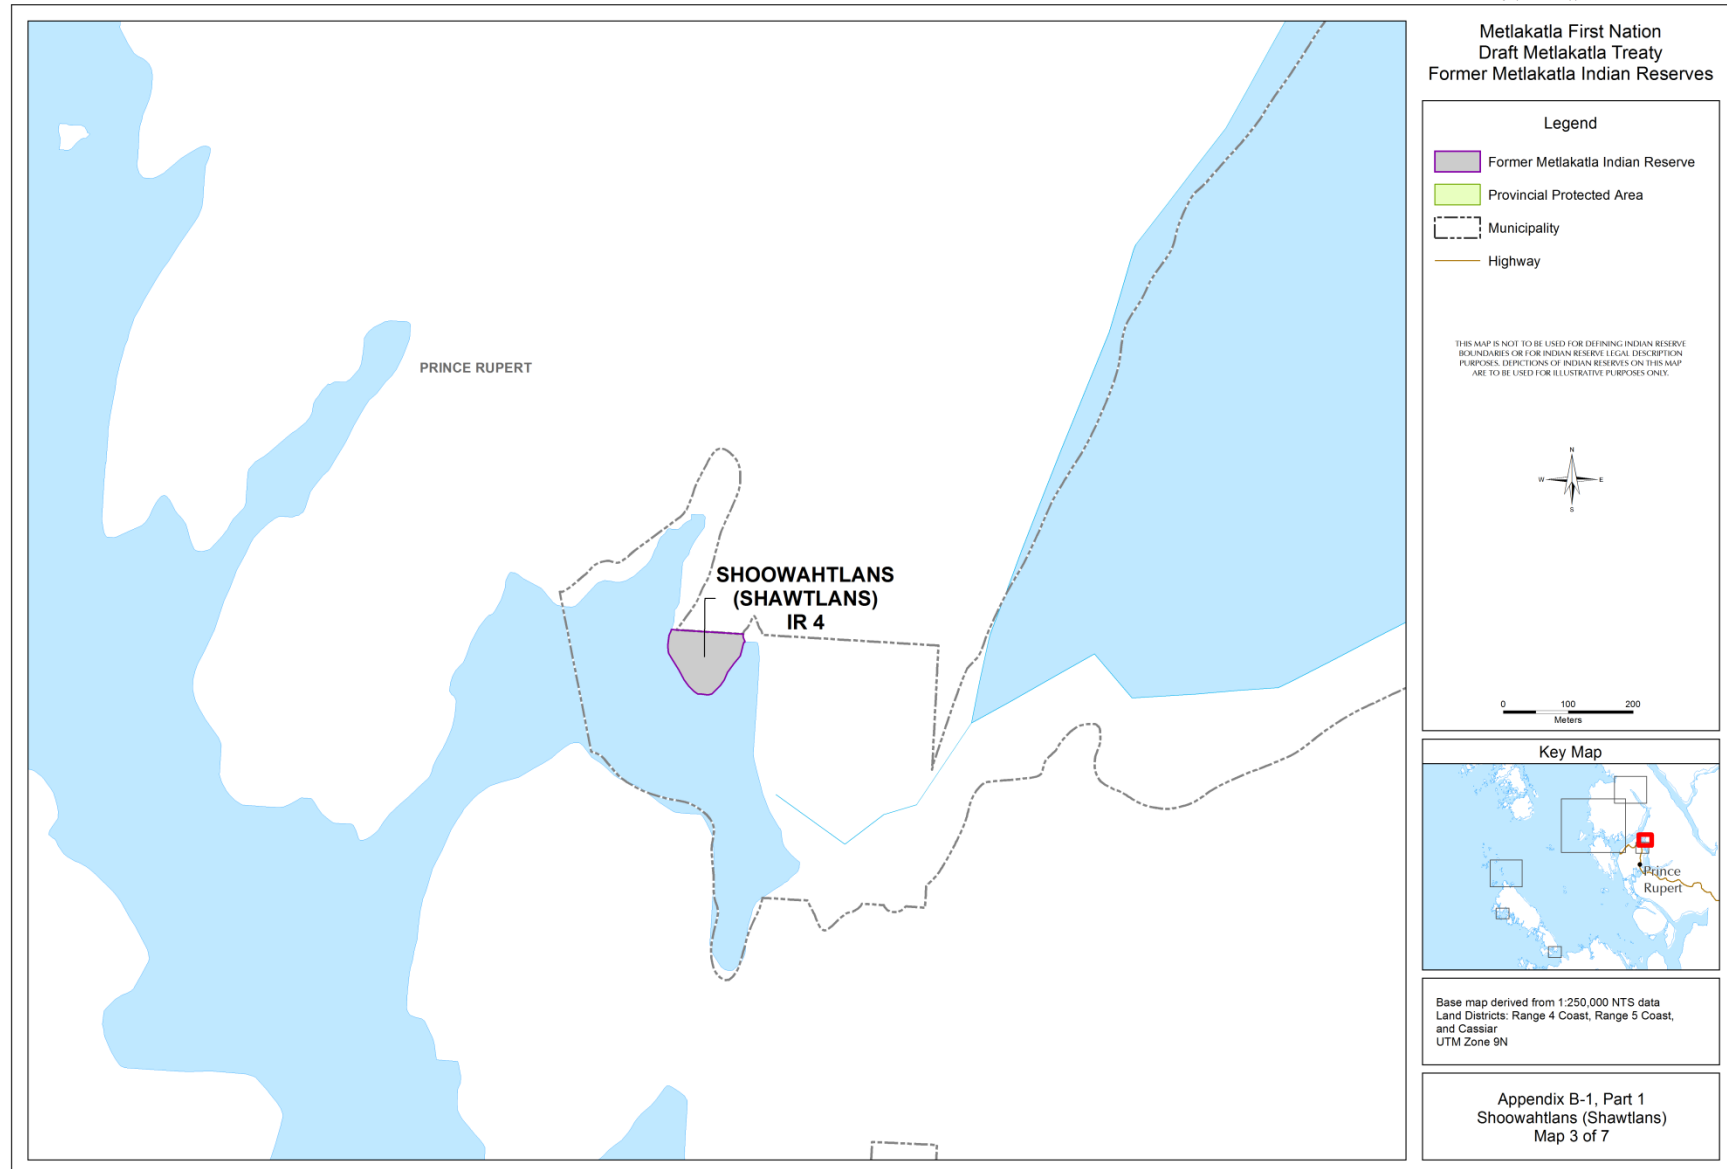 Metlakatla First Nation
Draft Metlakatla Treaty
Former Metlakatla Indian Reserves
Legend
Former Metlakatla Indian Reserve
Provincial Protected Area
Municipality
Highway
THIS MAP IS NOT TO BE USED FOR DEFINING INDIAN RESERVE
BOUNDARIES OR FOR INDIAN RESERVE LEGAL DESCRIPTION
PURPOSES. DEPICTIONS OF INDIAN RESERVES ON THIS MAP
ARE TO BE USED FOR ILLUSTRATIVE PURPOSES ONLY.
N
W E
S
0 100 200
Meters
PRINCE RUPERT
SHOOWAHTLANS
(SHAWTLANS)
IR 4
Key Map
Prince
Rupert
Base map derived from 1:250,000 NTS data
Land Districts: Range 4 Coast, Range 5 Coast,
and Cassiar
UTM Zone 9N
Appendix B-1, Part 1
Shoowahtlans (Shawtlans)
Map 3 of 7